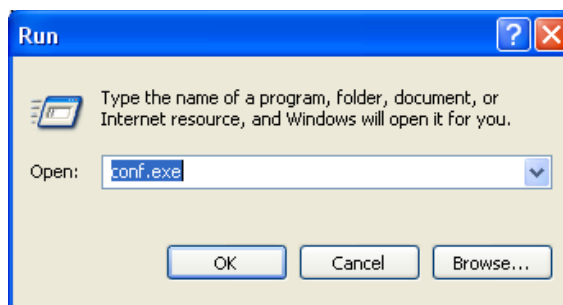 Run
Type the name of a program, folder, document, or
Internet resource, and Windows will open it for you.
Open: conf.exe
OK Cancel Browse...